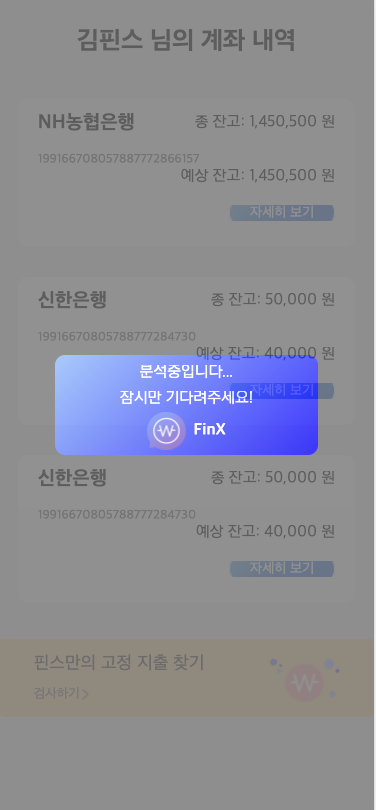 김핀스 님의 계좌 내역
NH농협은행
종 잔고: 1,450,500 원
199166708057887772866157
예상 잔고: 1,450,500 원
자세히 보기
신한은행
종 잔고: 50,000 원
19916670805788777284730
예상 잔고: 40,000 원
자세히 보기
분석중입니다...
잠시만 기다려주세요!
FinX
신한은행
종 잔고: 50,000 원
19916670805788777284730
예상 잔고: 40,000 원
자세히 보기
핀스만의 고정 지출 찾기
검사하기 >